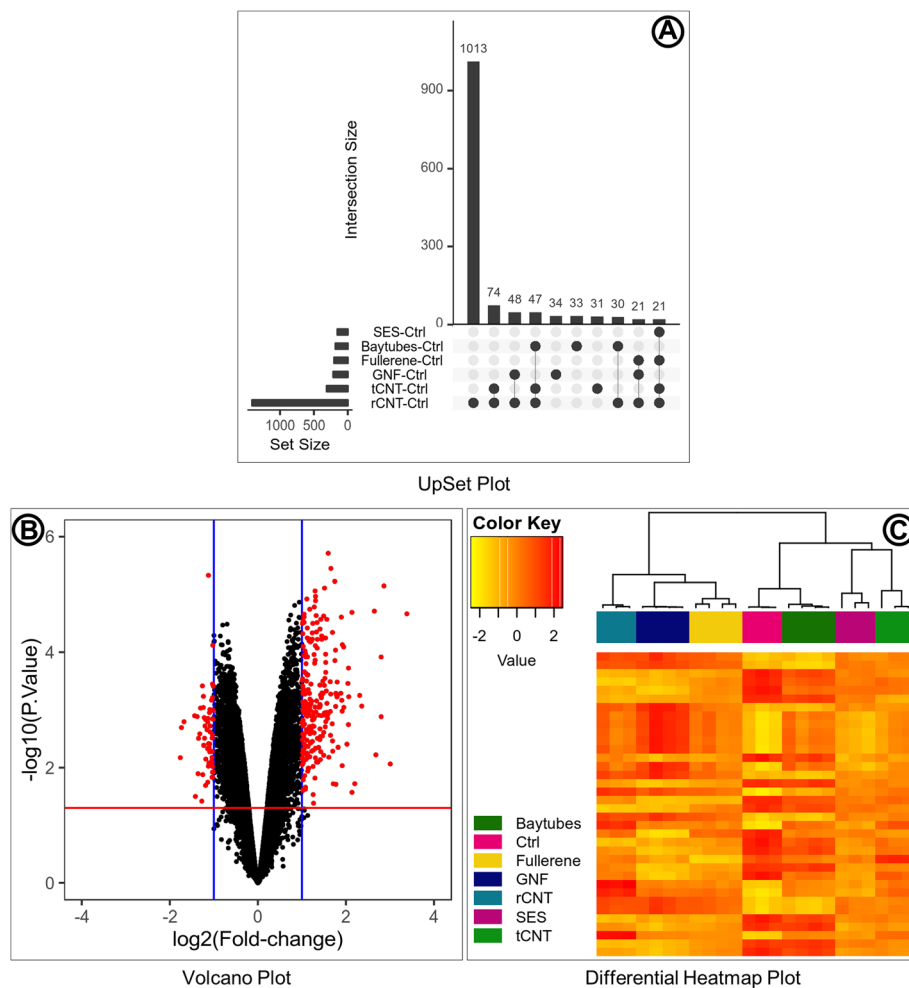 A
1013
900
600
300
0
Intersection Size
74 48 47 34 33 31 30 21 21
SES-Ctrl
Baytubes-Ctrl
Fullerene-Ctrl
GNF-Ctrl
tCNT-Ctrl
rCNT-Ctrl
1000 500 0
Set Size
UpSet Plot
B
6
4
2
0
-log10(P.Value)
-4 -2 0 2 4
log2(Fold-change)
Volcano Plot
C
Color Key
-2 0 2
Value
Baytubes
Ctrl
Fullerene
GNF
rCNT
SES
tCNT
Differential Heatmap Plot